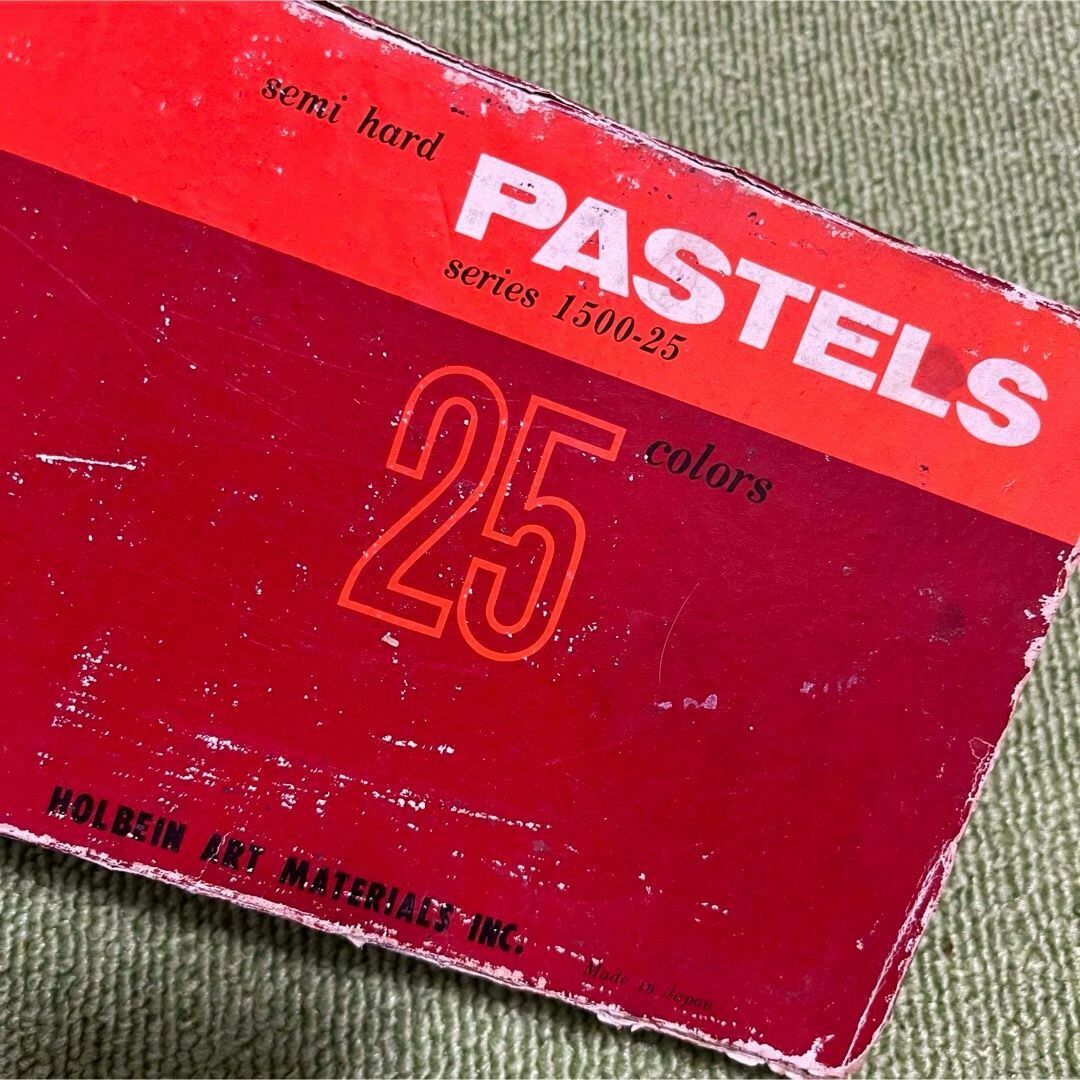 semi hard
PASTELS
series 1500-25
25 colors
HOLBEIN ART MATERIALS INC.
Made in Japan